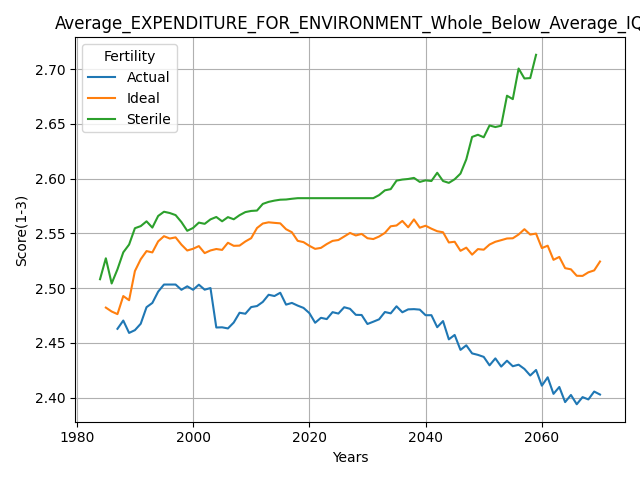 Average_EXPENDITURE_FOR_ENVIRONMENT_Whole_Below_Average_IQ
Fertility
Actual
Ideal
Sterile
Score(1-3)
2.70
2.65
2.60
2.55
2.50
2.45
2.40
1980
2000
2020
2040
2060
Years